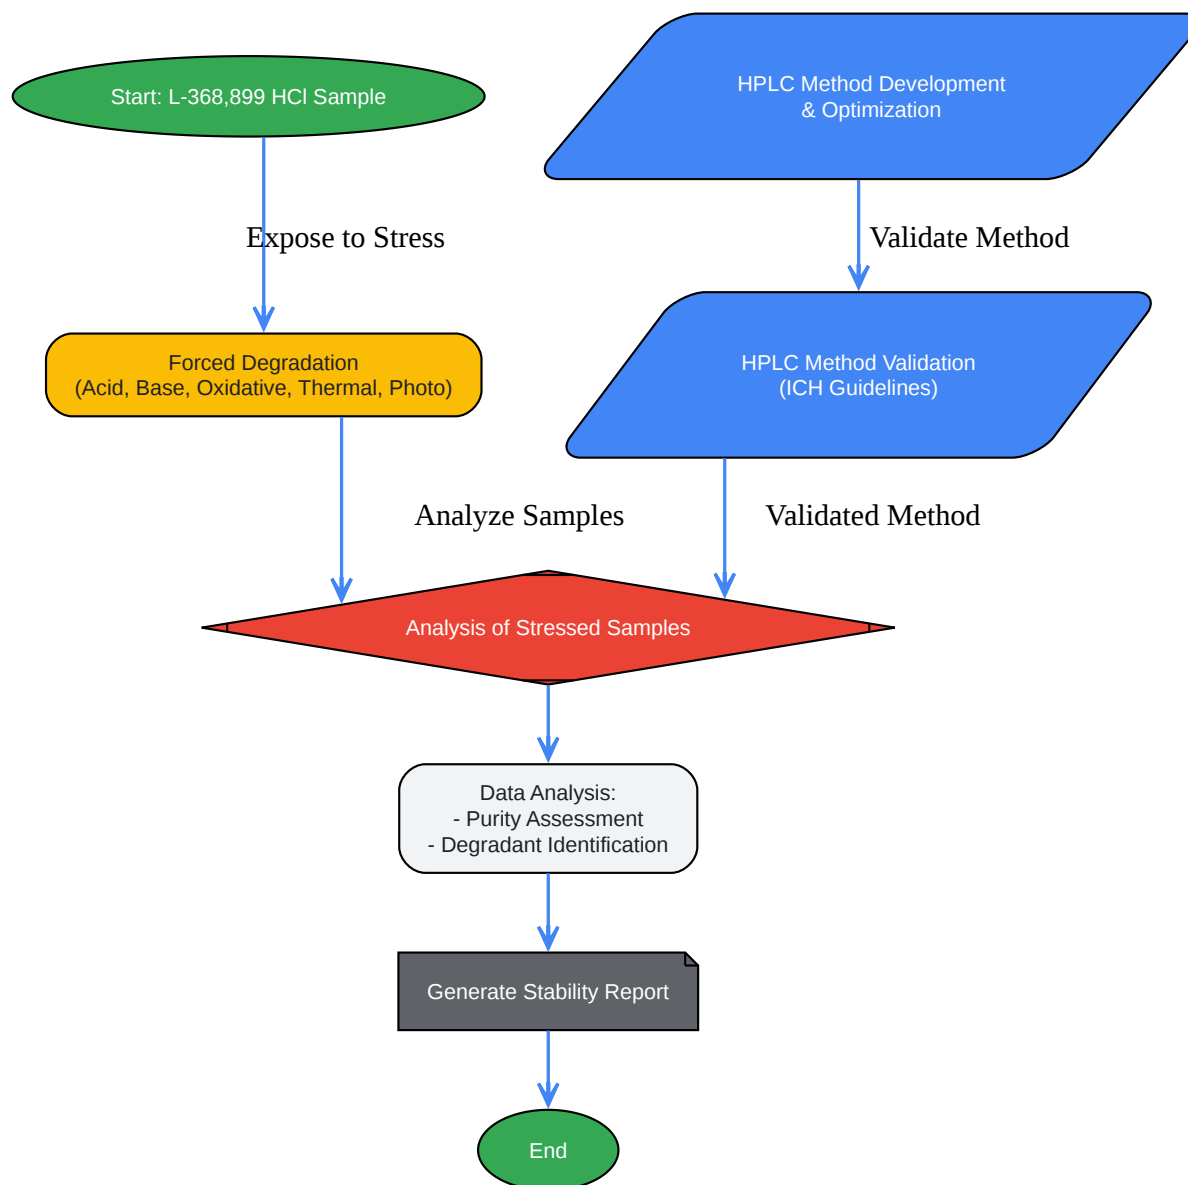 Start: L-368,899 HCl Sample
HPLC Method Development
& Optimization
Expose to Stress
Validate Method
Forced Degradation
(Acid, Base, Oxidative, Thermal, Photo)
HPLC Method Validation
(ICH Guidelines)
Analyze Samples
Validated Method
Analysis of Stressed Samples
Data Analysis:
- Purity Assessment
- Degradant Identification
Generate Stability Report
End